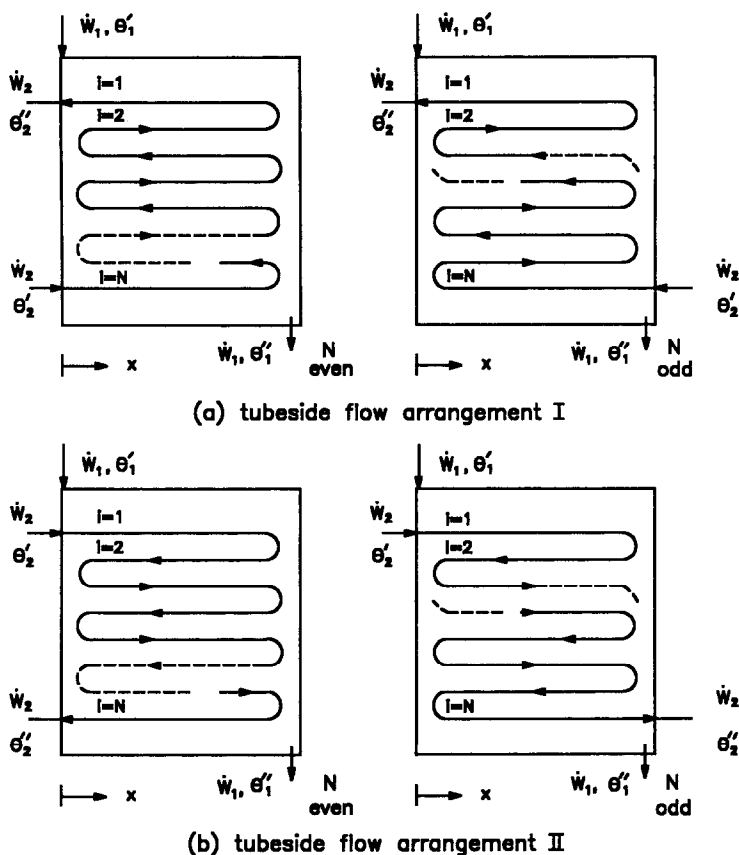 Ẇ₁, θ′₁
Ẇ₂
θ″₂
i=1
i=2
i=N
Ẇ₂
θ′₂
x
Ẇ₁, θ″₁
N even
Ẇ₁, θ′₁
Ẇ₂
θ″₂
i=1
i=2
i=N
Ẇ₂
θ′₂
x
Ẇ₁, θ″₁
N odd
(a) tubeside flow arrangement I
Ẇ₁, θ′₁
Ẇ₂
θ′₂
i=1
i=2
i=N
Ẇ₂
θ″₂
x
Ẇ₁, θ″₁
N even
Ẇ₁, θ′₁
Ẇ₂
θ′₂
i=1
i=2
i=N
Ẇ₂
θ″₂
x
Ẇ₁, θ″₁
N odd
(b) tubeside flow arrangement II